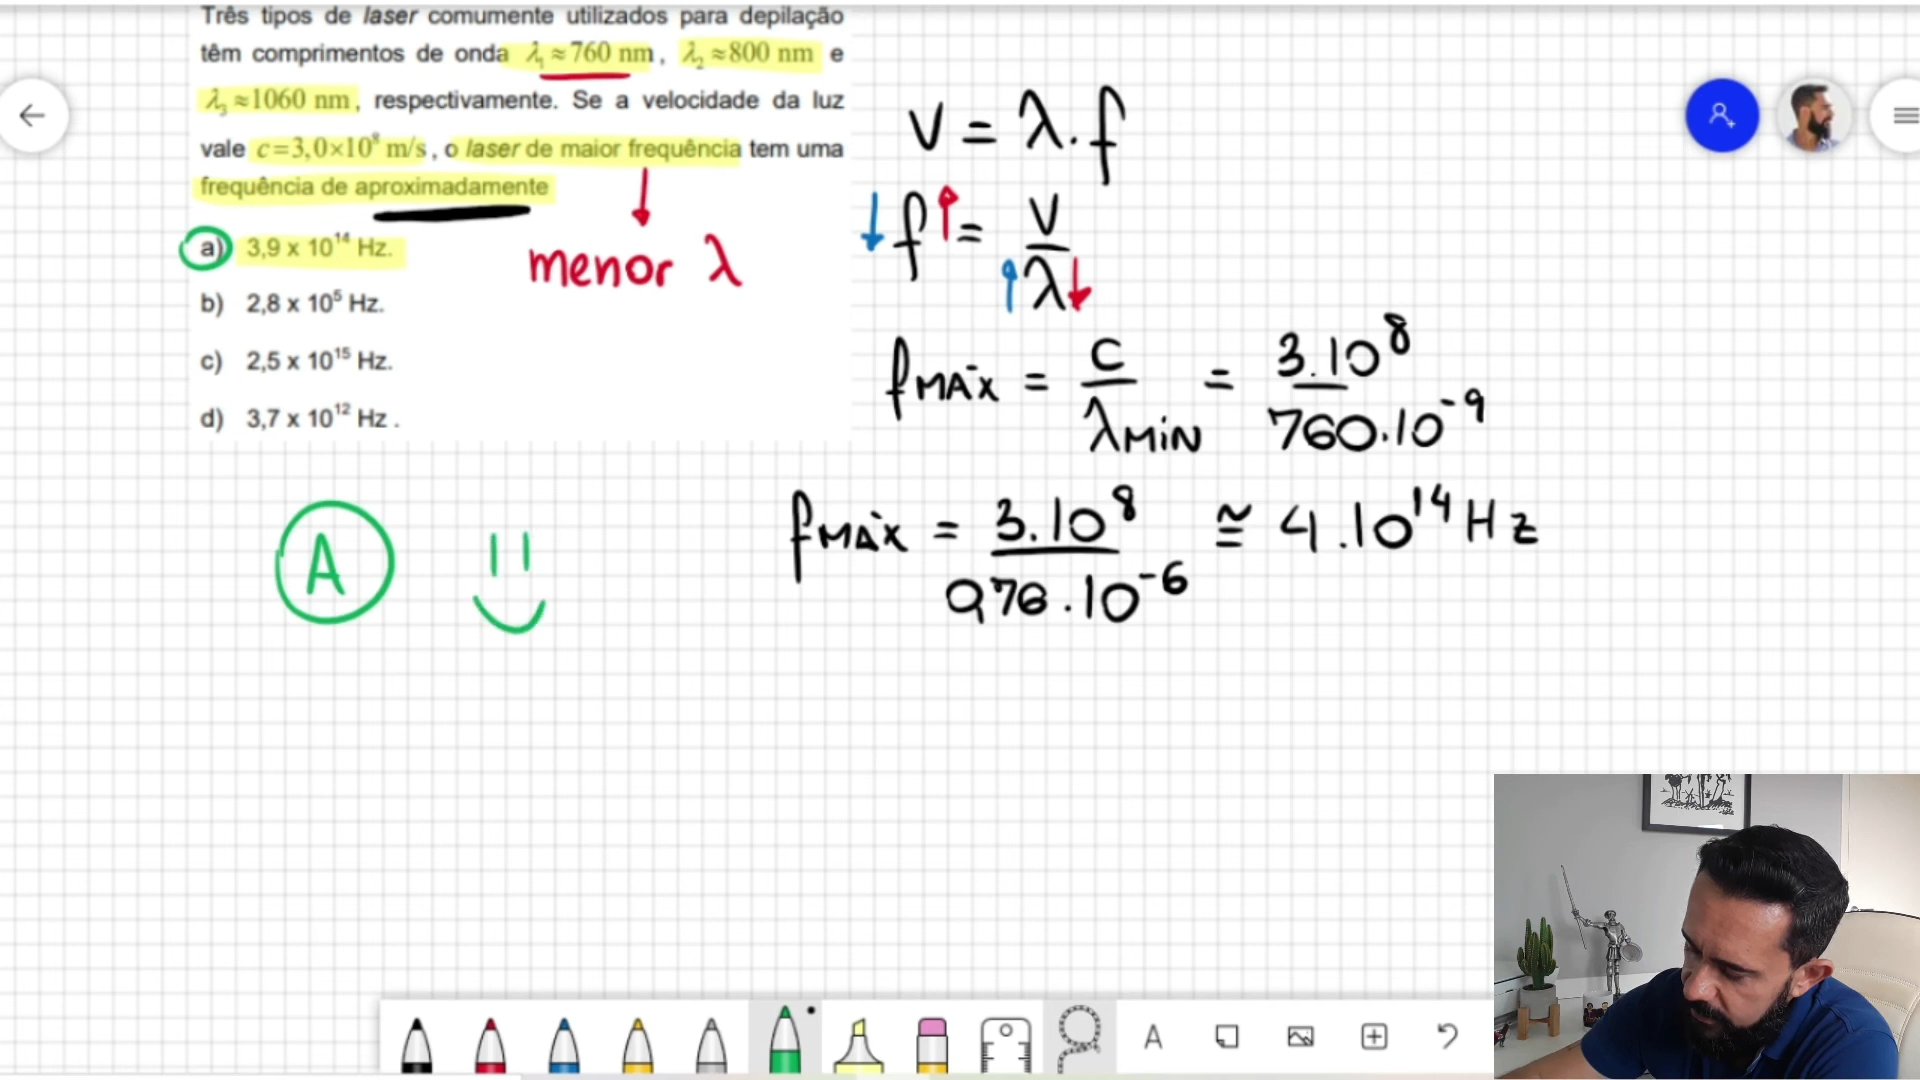 Três tipos de laser comumente utilizados para depilação
têm comprimentos de onda λ₁ ≈ 760 nm, λ₂ ≈ 800 nm e
λ₃ ≈ 1060 nm, respectivamente. Se a velocidade da luz
vale c = 3,0×10⁸ m/s, o laser de maior frequência tem uma
frequência de aproximadamente
a) 3,9 x 10¹⁴ Hz.
b) 2,8 x 10⁵ Hz.
c) 2,5 x 10¹⁵ Hz.
d) 3,7 x 10¹² Hz .
menor λ
A
V = λ.f
f = V/λ
fMÁX = C/λMIN = 3.10⁸/760.10⁻⁹
fMÁX = 3.10⁸/0,76.10⁻⁶ ≅ 4.10¹⁴ Hz
A